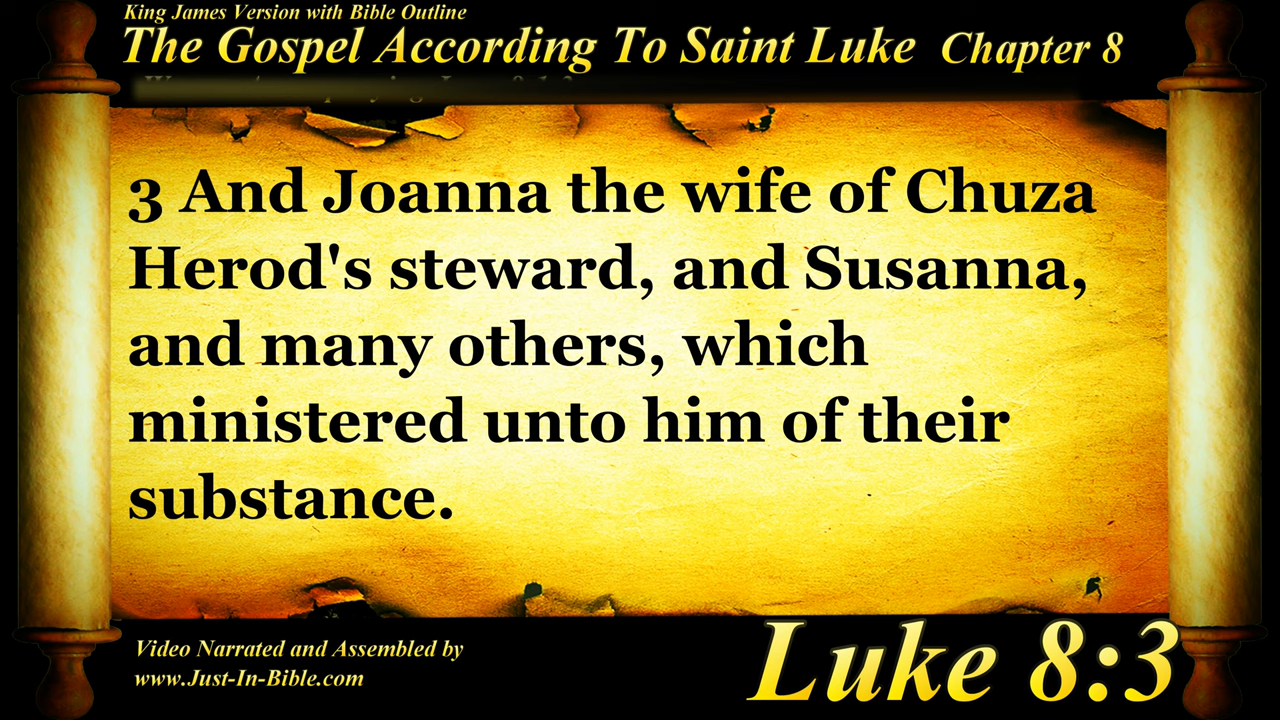 King James Version with Bible Outline
The Gospel According To Saint Luke Chapter 8
3 And Joanna the wife of Chuza
Herod's steward, and Susanna,
and many others, which
ministered unto him of their
substance.
Video Narrated and Assembled by
www.Just-In-Bible.com
Luke 8:3